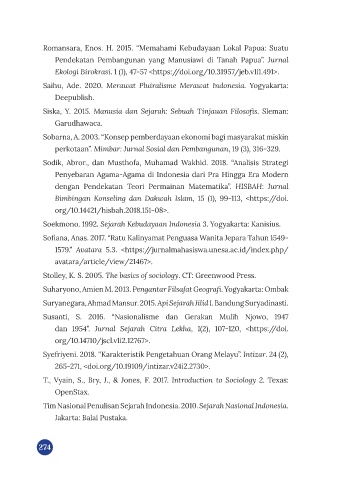 Romansara, Enos. H. 2015. “Memahami Kebudayaan Lokal Papua: Suatu
Pendekatan Pembangunan yang Manusiawi di Tanah Papua”. Jurnal
Ekologi Birokrasi. 1 (1), 47-57 <https://doi.org/10.31957/jeb.v1i1.491>.
Saihu, Ade. 2020. Merawat Pluiralisme Merawat Indonesia. Yogyakarta:
Deepublish.
Siska, Y. 2015. Manusia dan Sejarah: Sebuah Tinjauan Filosofis. Sleman:
Garudhawaca.
Sobarna, A. 2003. “Konsep pemberdayaan ekonomi bagi masyarakat miskin
perkotaan”. Mimbar: Jurnal Sosial dan Pembangunan, 19 (3), 316-329.
Sodik, Abror., dan Musthofa, Muhamad Wakhid. 2018. “Analisis Strategi
Penyebaran Agama-Agama di Indonesia dari Pra Hingga Era Modern
dengan Pendekatan Teori Permainan Matematika”. HISBAH: Jurnal
Bimbingan Konseling dan Dakwah Islam, 15 (1), 99-113, <https://doi.
org/10.14421/hisbah.2018.151-08>.
Soekmono. 1992. Sejarah Kebudayaan Indonesia 3. Yogyakarta: Kanisius.
Sofiana, Anas. 2017. “Ratu Kalinyamat Penguasa Wanita Jepara Tahun 1549-
1579.” Avatara 5.3. <https://jurnalmahasiswa.unesa.ac.id/index.php/
avatara/article/view/21467>.
Stolley, K. S. 2005. The basics of sociology. CT: Greenwood Press.
Suharyono, Amien M. 2013. Pengantar Filsafat Geografi. Yogyakarta: Ombak
Suryanegara, Ahmad Mansur. 2015. Api Sejarah Jilid I. Bandung Suryadinasti.
Susanti, S. 2016. “Nasionalisme dan Gerakan Mulih Njowo, 1947
dan 1954”. Jurnal Sejarah Citra Lekha, 1(2), 107-120, <https://doi.
org/10.14710/jscl.v1i2.12767>.
Syefriyeni. 2018. “Karakteristik Pengetahuan Orang Melayu”. Intizar. 24 (2),
265-271, <doi.org/10.19109/intizar.v24i2.2730>.
T., Vyain, S., Bry, J., & Jones, F. 2017. Introduction to Sociology 2. Texas:
OpenStax.
Tim Nasional Penulisan Sejarah Indonesia. 2010. Sejarah Nasional Indonesia.
Jakarta: Balai Pustaka.
274